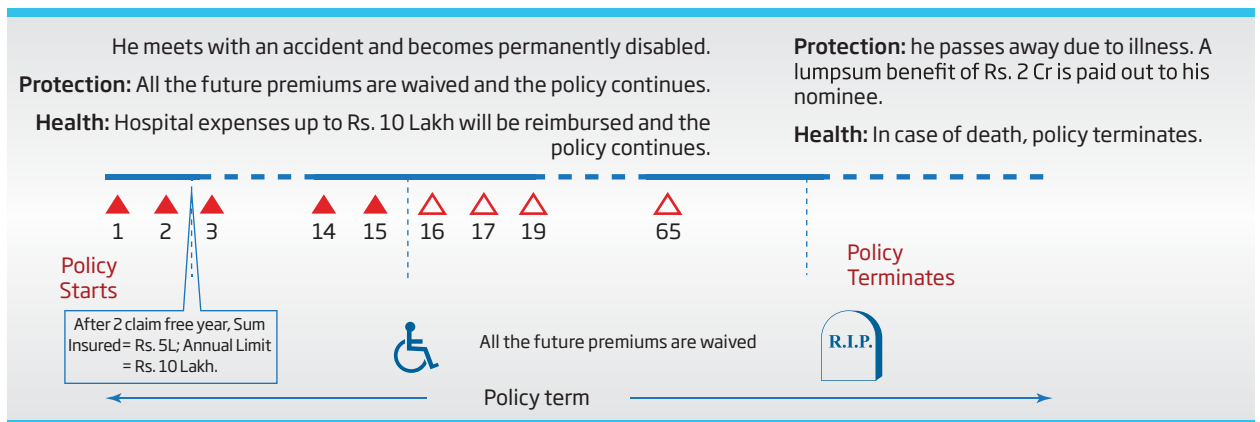 He meets with an accident and becomes permanently disabled.
Protection: All the future premiums are waived and the policy continues.
Health: Hospital expenses up to Rs. 10 Lakh will be reimbursed and the
policy continues.
Protection: he passes away due to illness. A
lumpsum benefit of Rs. 2 Cr is paid out to his
nominee.
Health: In case of death, policy terminates.
1 2 3 14 15 16 17 19 65
Policy
Starts
Policy
Terminates
After 2 claim free year, Sum
Insured= Rs. 5L; Annual Limit
= Rs. 10 Lakh.
All the future premiums are waived
R.I.P.
Policy term